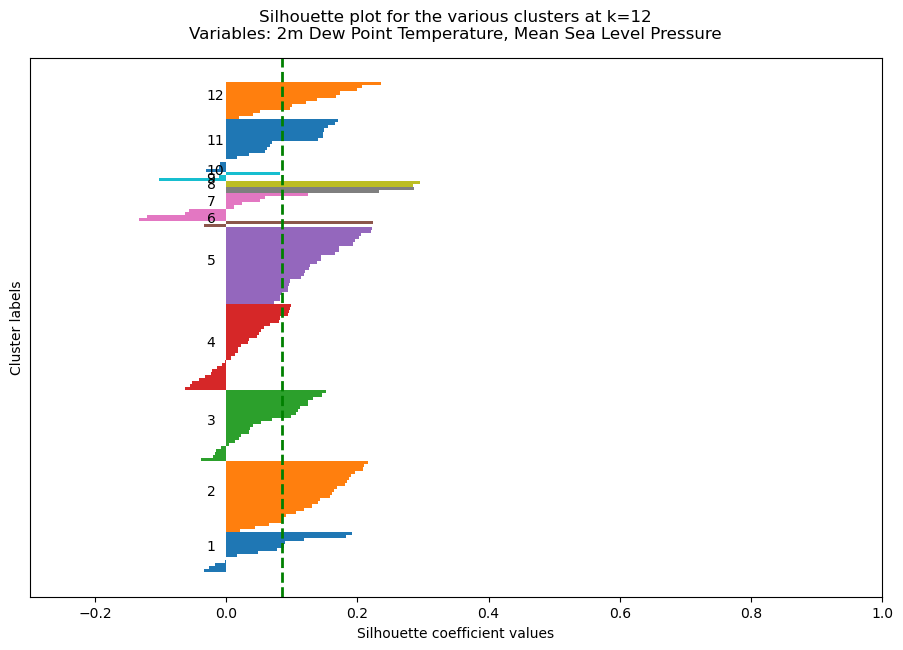 Silhouette plot for the various clusters at k=12
Variables: 2m Dew Point Temperature, Mean Sea Level Pressure
Cluster labels
12
11
10
9
8
7
6
5
4
3
2
1
−0.2 0.0 0.2 0.4 0.6 0.8 1.0
Silhouette coefficient values